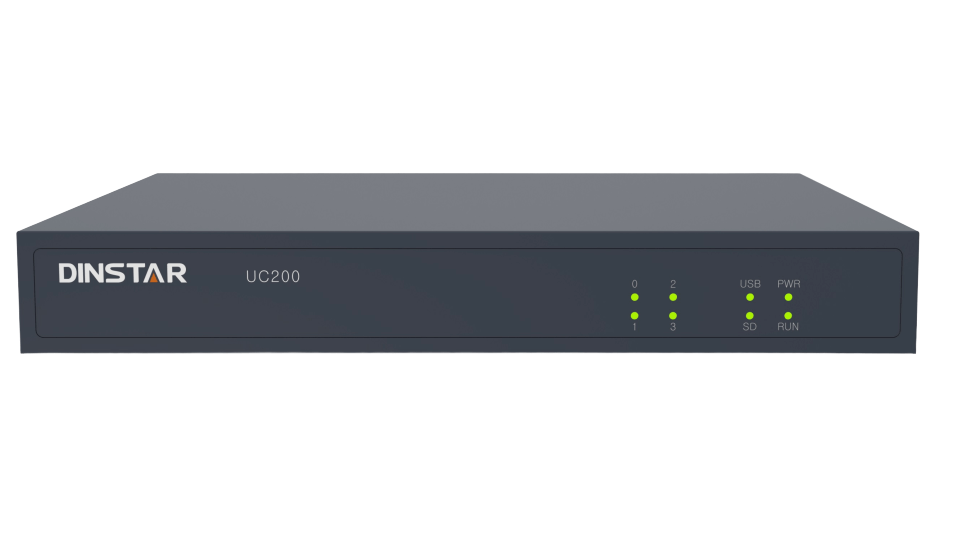 DINSTAR
UC200
0 2 USB PWR
1 3 SD RUN